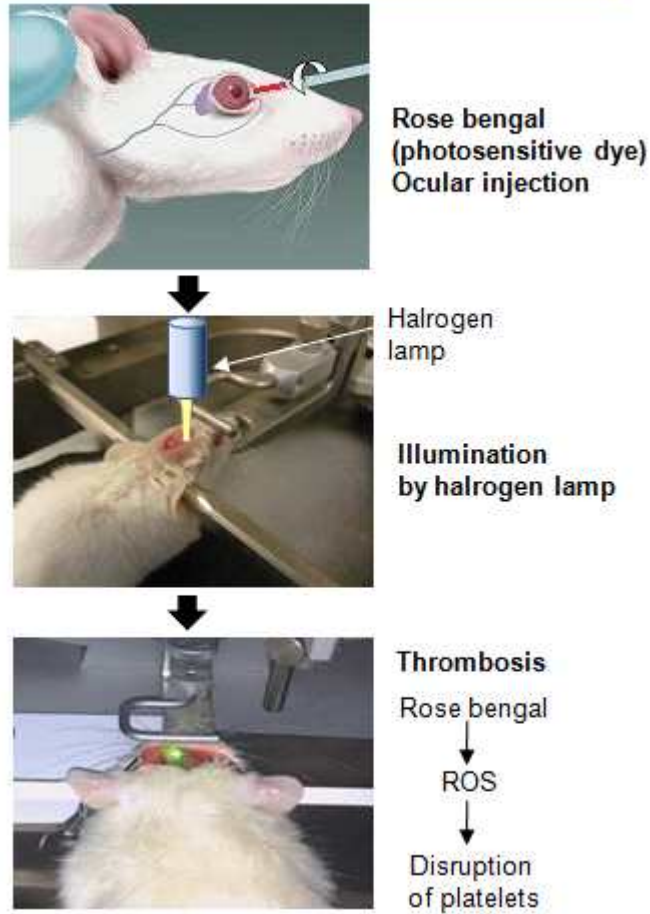 Rose bengal
(photosensitive dye)
Ocular injection
Halrogen
lamp
Illumination
by halrogen lamp
Thrombosis
Rose bengal
ROS
Disruption
of platelets